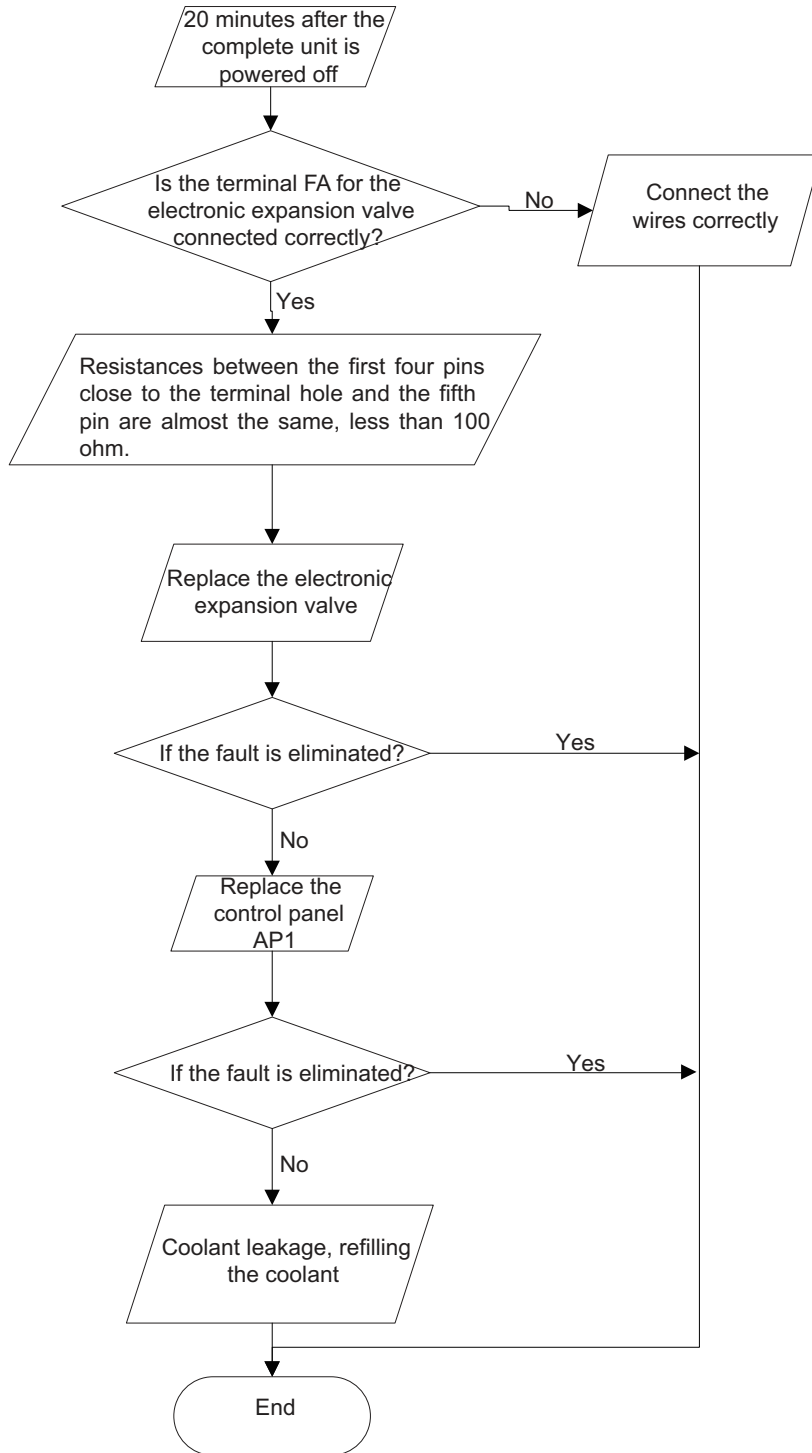 20 minutes after the
complete unit is
powered off
Is the terminal FA for the
electronic expansion valve
connected correctly?
No
Connect the
wires correctly
Yes
Resistances between the first four pins
close to the terminal hole and the fifth
pin are almost the same, less than 100
ohm.
Replace the electronic
expansion valve
If the fault is eliminated?
Yes
No
Replace the
control panel
AP1
If the fault is eliminated?
Yes
No
Coolant leakage, refilling
the coolant
End